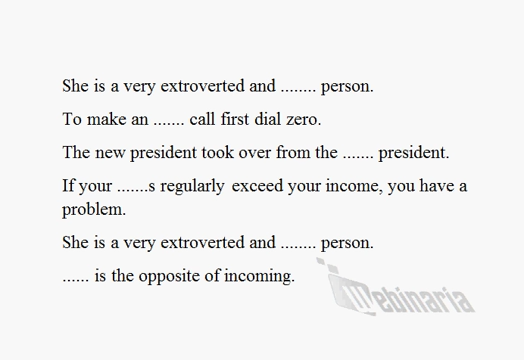 She is a very extroverted and ........ person.
To make an ....... call first dial zero.
The new president took over from the ....... president.
If your .......s regularly exceed your income, you have a
problem.
She is a very extroverted and ........ person.
...... is the opposite of incoming.
Webinaria